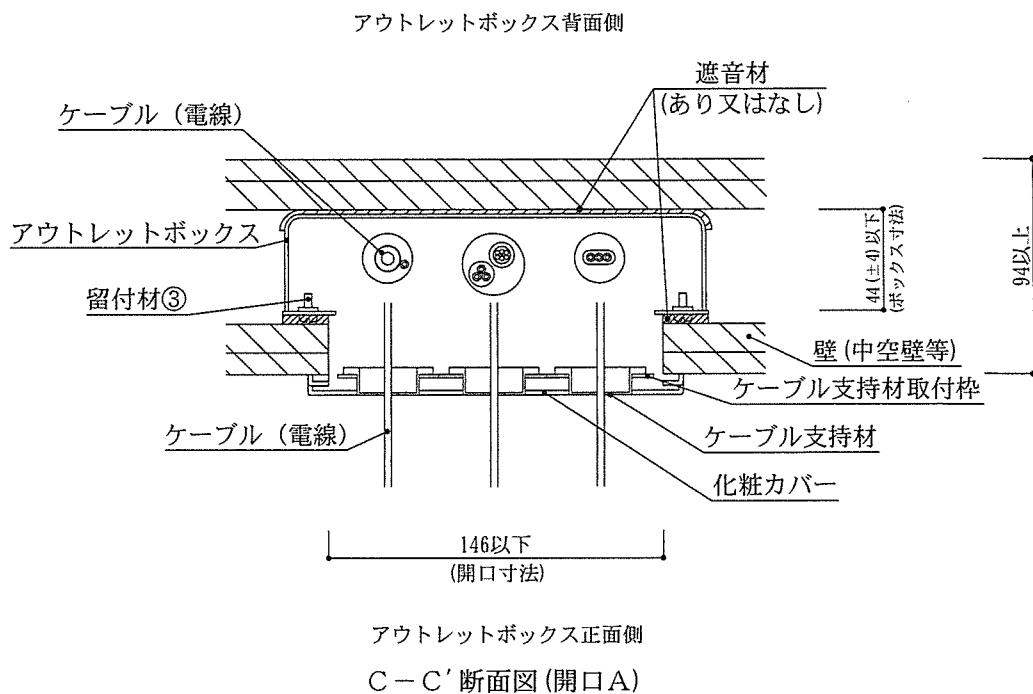 アウトレットボックス背面側
遮音材
(あり又はなし)
ケーブル（電線）
アウトレットボックス
留付材③
44(±4)以下
(ボックス寸法)
94以上
壁(中空壁等)
ケーブル支持材取付枠
ケーブル（電線）
ケーブル支持材
化粧カバー
146以下
(開口寸法)
アウトレットボックス正面側
C－C′断面図(開口A)